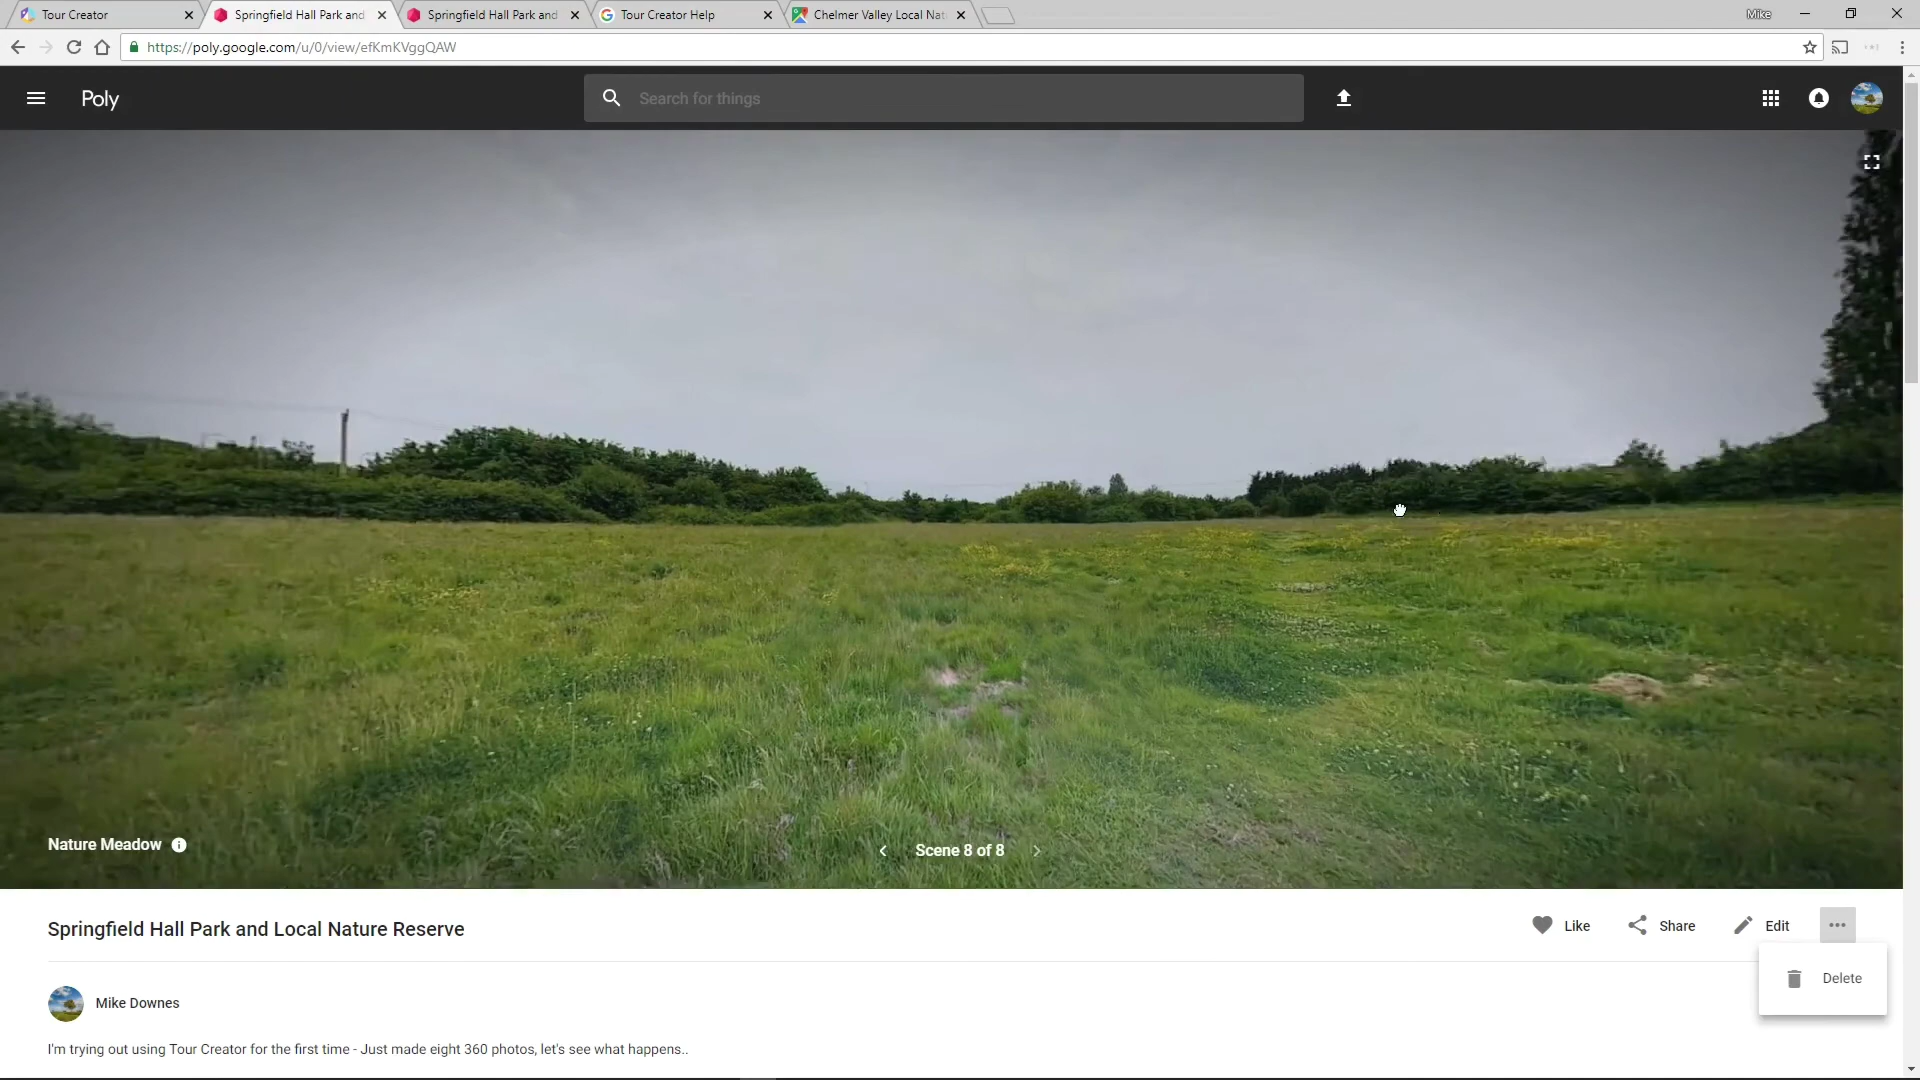 Tour Creator
Springfield Hall Park and
Springfield Hall Park and
Tour Creator Help
Chelmer Valley Local Nat
Mike
https://poly.google.com/u/0/view/efKmKVggQAW
Poly
Search for things
Nature Meadow
Scene 8 of 8
Springfield Hall Park and Local Nature Reserve
Like
Share
Edit
Delete
Mike Downes
I'm trying out using Tour Creator for the first time - Just made eight 360 photos, let's see what happens..